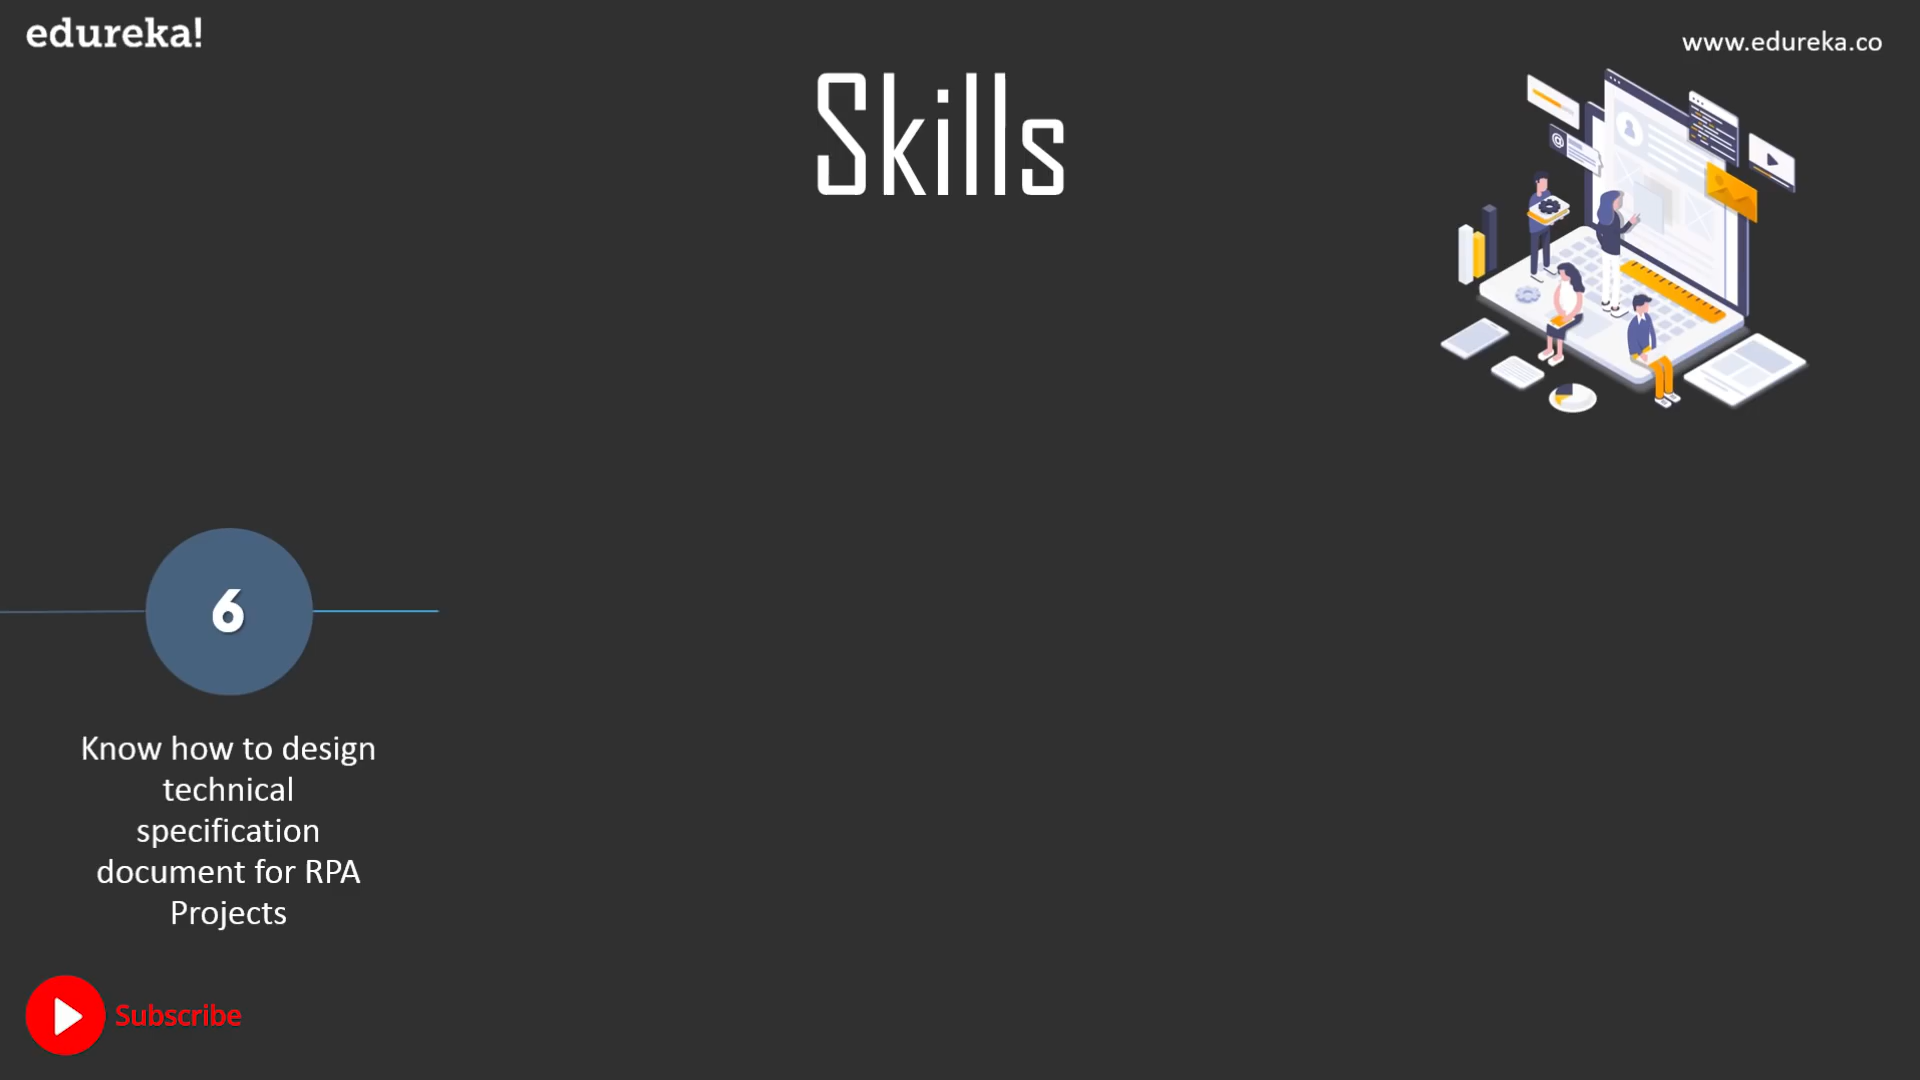 edureka!
www.edureka.co
Skills
6
Know how to design
technical
specification
document for RPA
Projects
Subscribe